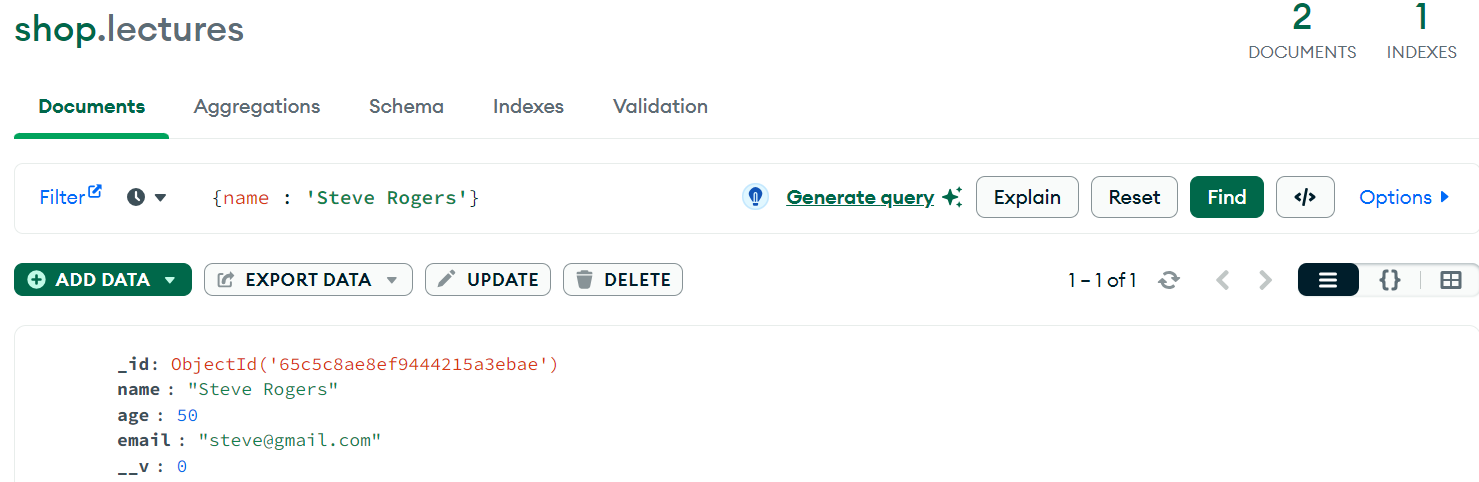 shop.lectures
2 1
DOCUMENTS INDEXES
Documents Aggregations Schema Indexes Validation
Filter {name : 'Steve Rogers'} Generate query Explain Reset Find </> Options
ADD DATA EXPORT DATA UPDATE DELETE 1 – 1 of 1 {}
_id: ObjectId('65c5c8ae8ef9444215a3ebae')
name : "Steve Rogers"
age : 50
email : "steve@gmail.com"
__v : 0